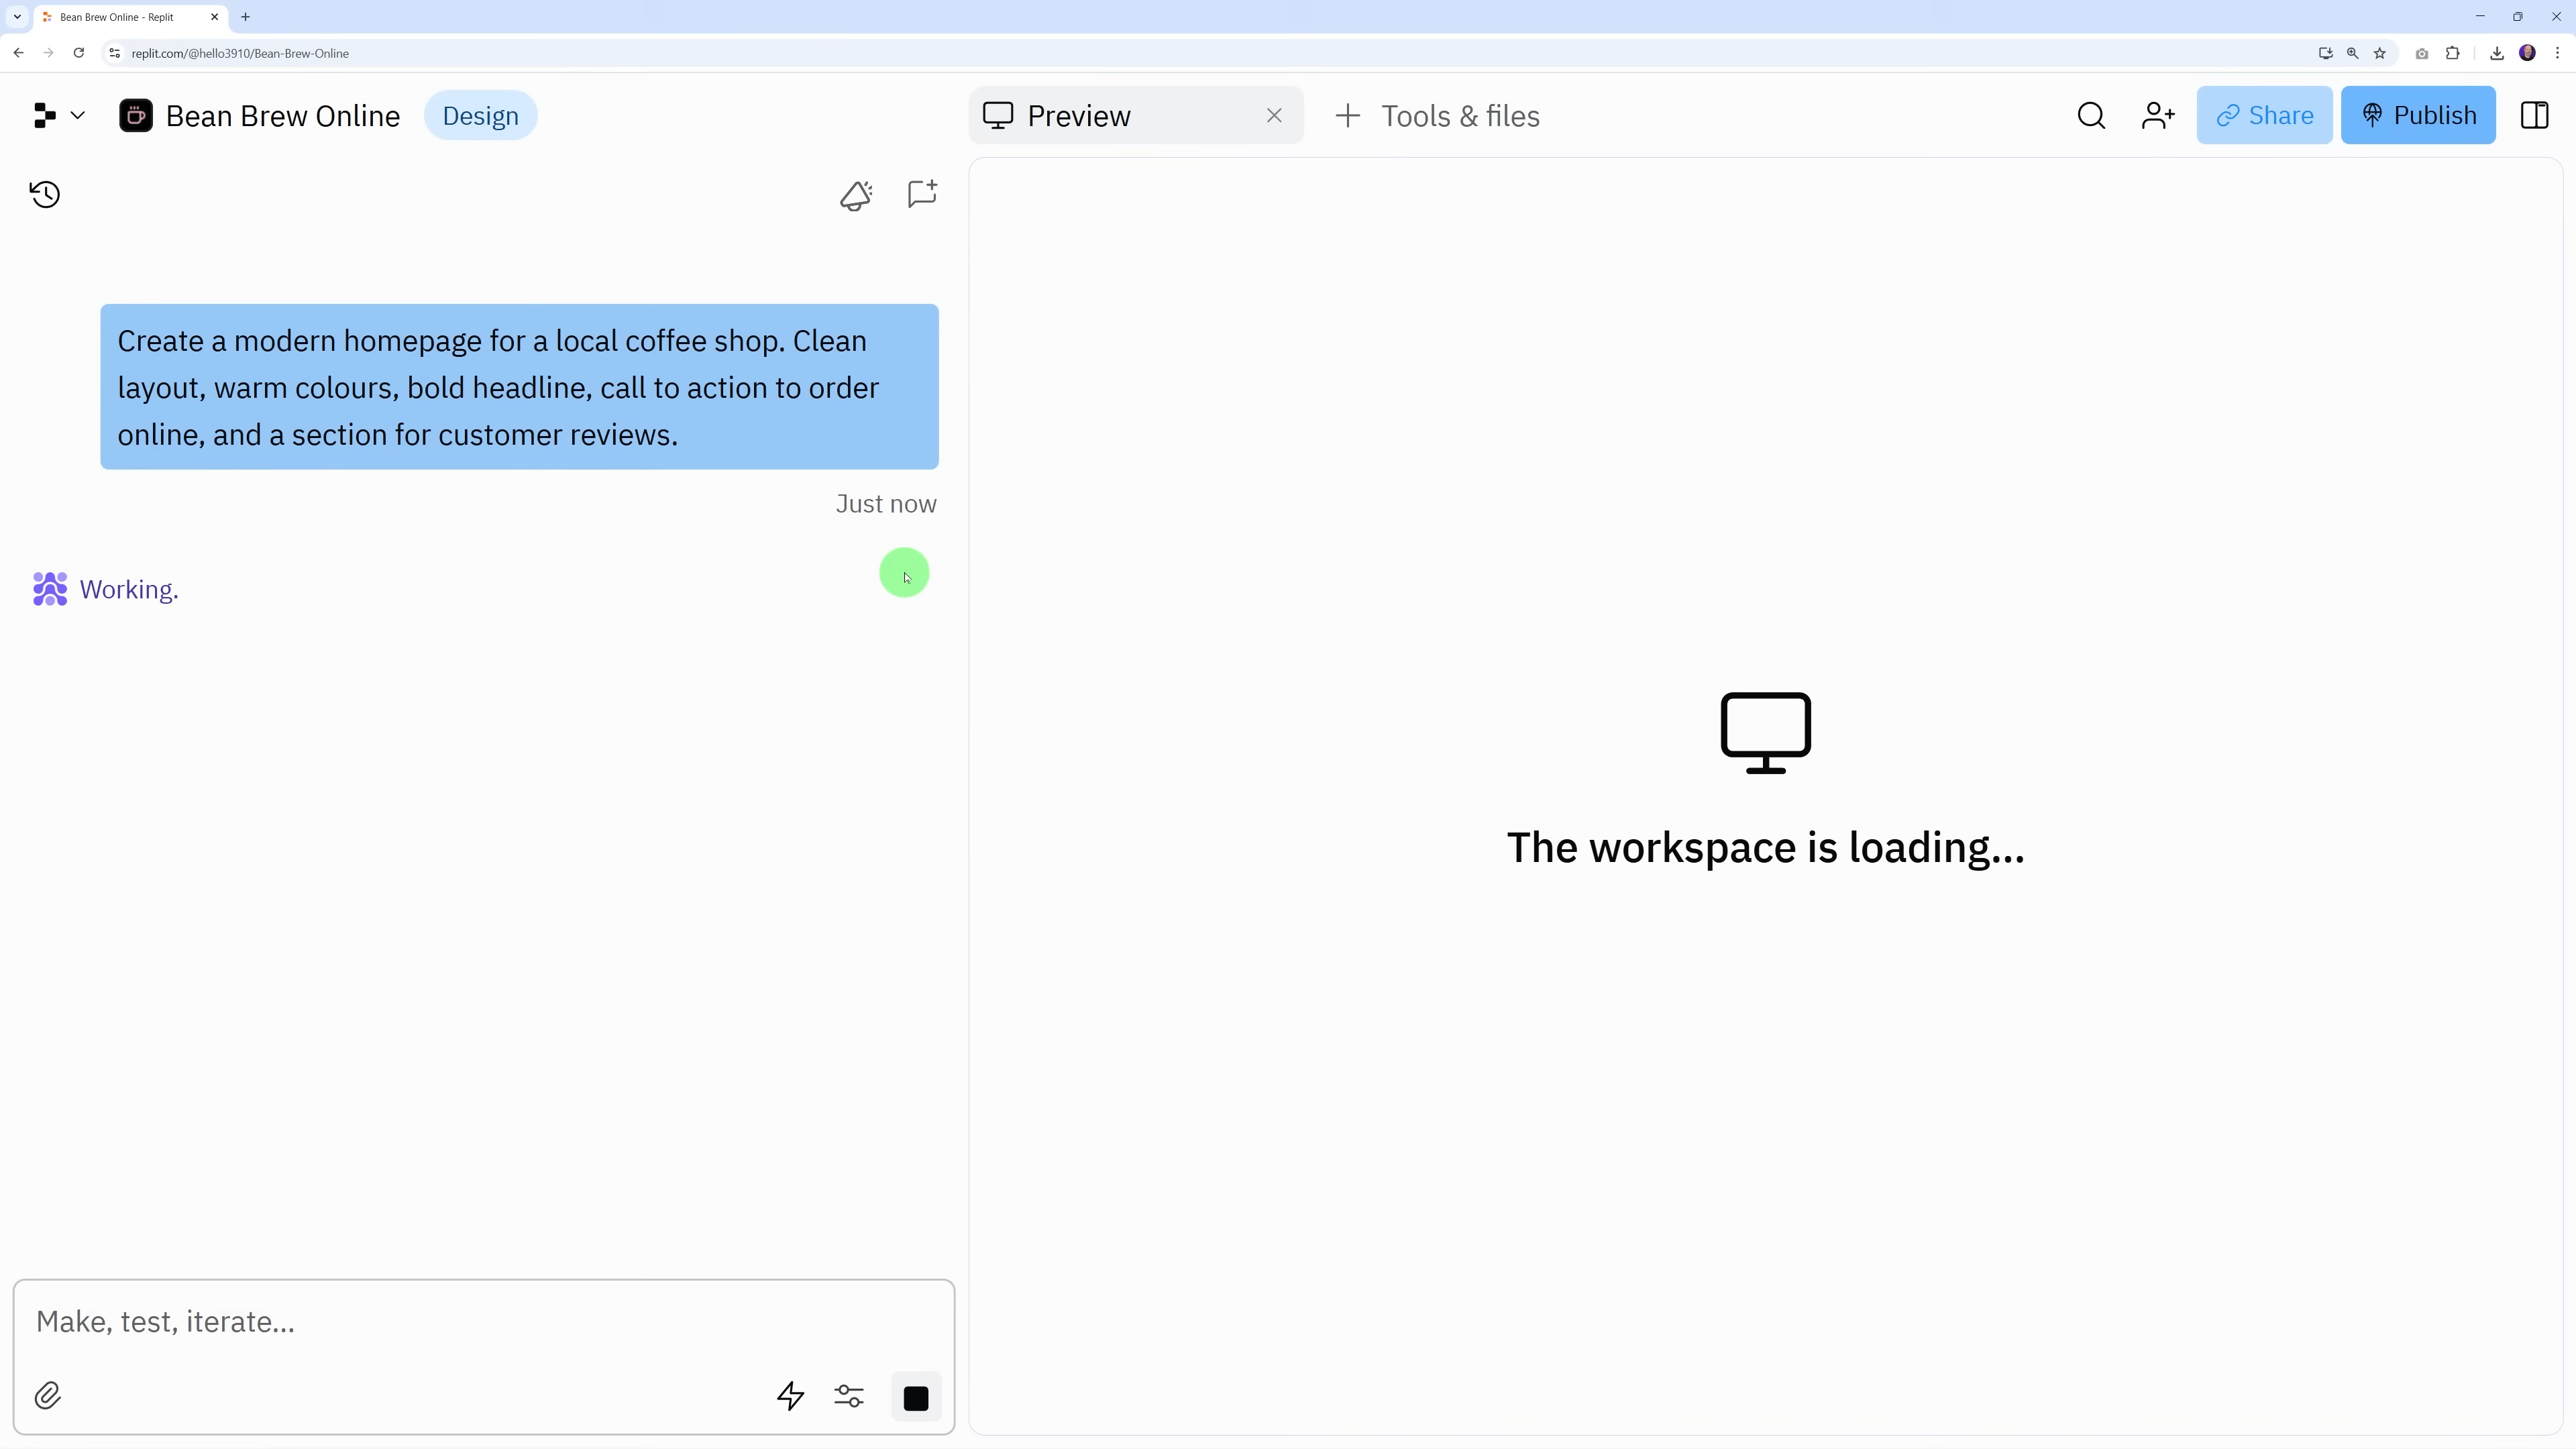 Bean Brew Online - Replit
replit.com/@hello3910/Bean-Brew-Online
Bean Brew Online
Design
Preview
Tools & files
Share
Publish
Create a modern homepage for a local coffee shop. Clean
layout, warm colours, bold headline, call to action to order
online, and a section for customer reviews.
Just now
Working.
The workspace is loading...
Make, test, iterate...